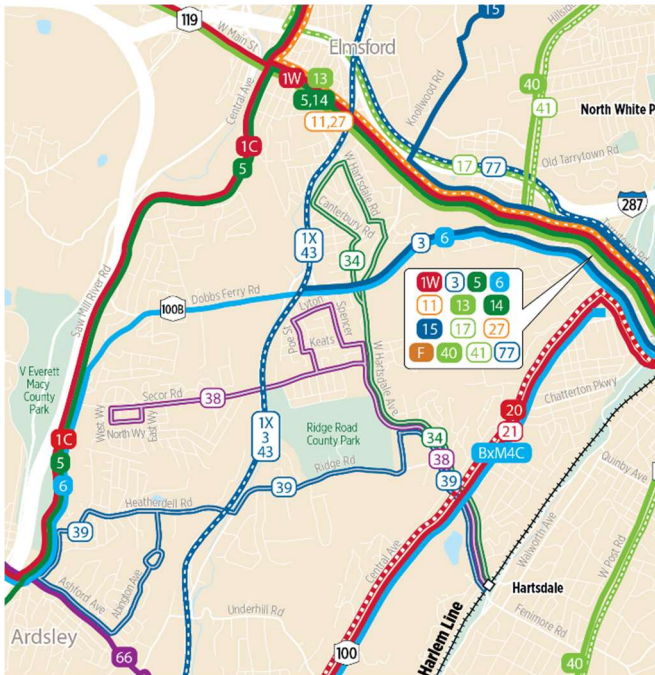 119
W Main St
Elmsford
15
Hillsid
1W
13
5,14
11,27
Central Ave
Knollwood Rd
40
41
North White P
1C
5
17
77
Old Tarrytown Rd
287
W Hartsdale Rd
Canterbury Rd
34
1X
43
3
6
1W 3 5 6
11 13 14
15 17 27
F 40 41 77
Saw Mill River Rd
100B
Dobbs Ferry Rd
Lyton
Spencer
Poe St
Keats
W Hartsdale Ave
V Everett
Macy
County
Park
Secor Rd
38
West Wy
North Wy
East Wy
Chatterton Pkwy
20
21
BxM4C
1C
5
6
1X
3
43
Ridge Road
County Park
34
38
39
Ridge Rd
39
Quinby Ave
Walworth Ave
W Post Rd
Heatherdell Rd
39
Ashford Ave
Abington Ave
Central Ave
Hartsdale
Fenimore Rd
Underhill Rd
Harlem Line
Ardsley
66
100
40